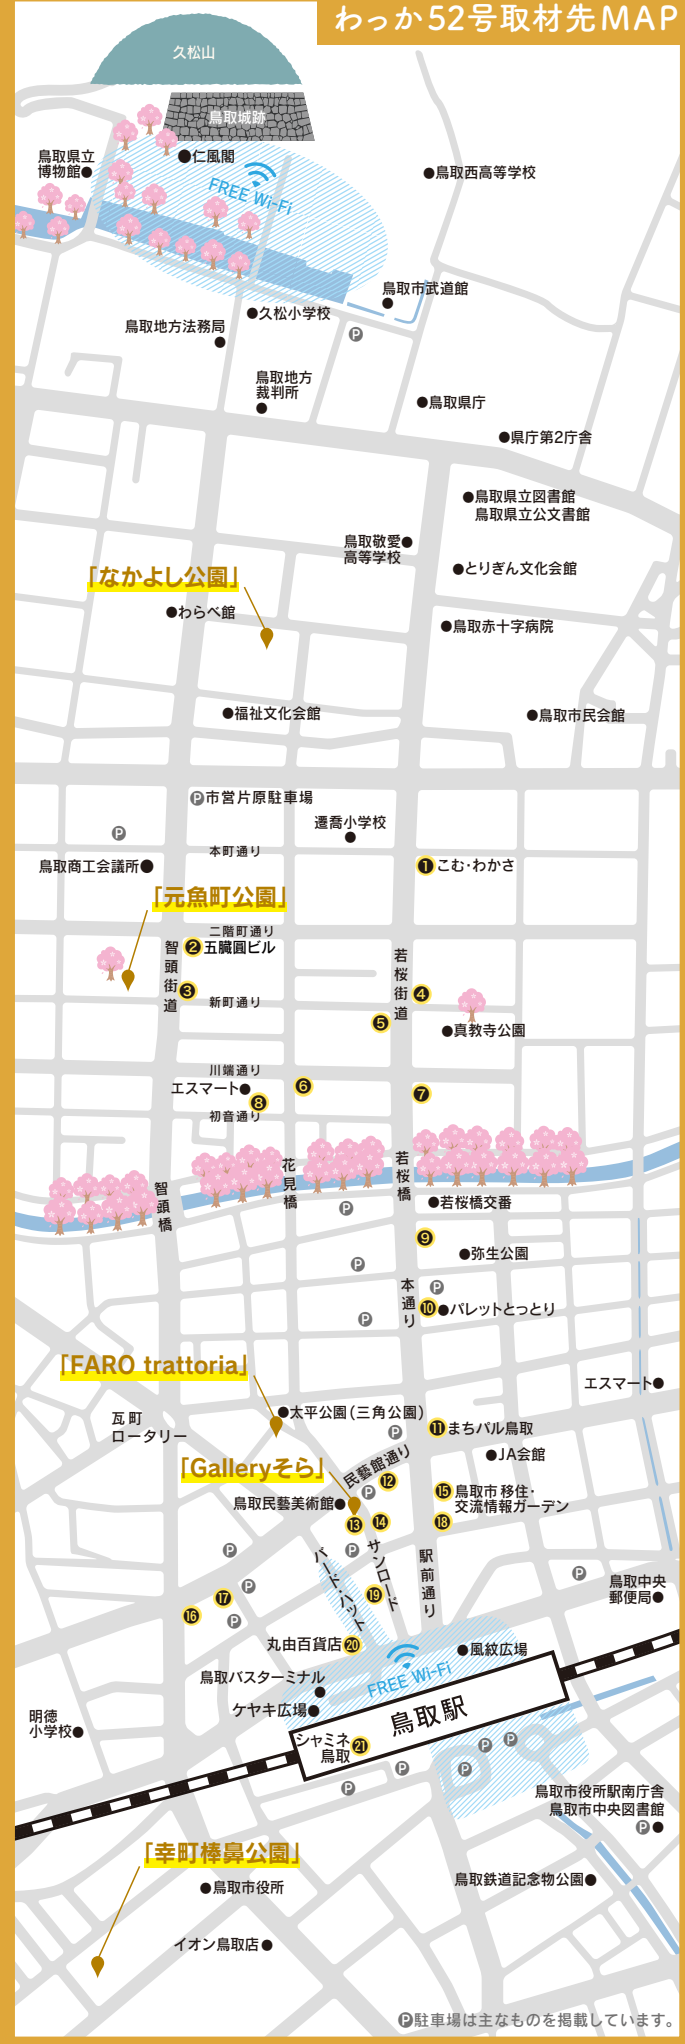 わっか52号取材先MAP
久松山
鳥取城跡
鳥取県立
博物館●
●仁風閣
FREE Wi-Fi
●鳥取西高等学校
鳥取市武道館
●久松小学校
鳥取地方法務局
P
鳥取地方
裁判所
●鳥取県庁
●県庁第2庁舎
●鳥取県立図書館
鳥取県立公文書館
鳥取敬愛●
高等学校
●とりぎん文化会館
「なかよし公園」
●わらべ館
●鳥取赤十字病院
●福祉文化会館
●鳥取市民会館
P市営片原駐車場
遷喬小学校
P
本町通り
鳥取商工会議所●
❶こむ・わかさ
「元魚町公園」
二階町通り
❷五臓圓ビル
智頭街道
若桜街道
❸
❹
新町通り
❺
●真教寺公園
川端通り
エスマート●
❻
❼
❽
初音通り
智頭橋
花見橋
若桜橋
●若桜橋交番
P
❾
●弥生公園
P
本通り
P
❿●パレットとっとり
P
「FARO trattoria」
エスマート●
瓦町
ロータリー
●太平公園(三角公園)
P
⓫まちパル鳥取
●JA会館
「Galleryそら」
民藝館通り
⓬
P
鳥取民藝美術館●
⓯鳥取市 移住・
交流情報ガーデン
⓭
⓮
⓲
P
P
バード・ハット
サンロード
駅前通り
P
P
⓱
⓳
鳥取中央
郵便局●
⓰
P
丸由百貨店⓴
●風紋広場
FREE Wi-Fi
鳥取バスターミナル
ケヤキ広場●
鳥取駅
明徳
小学校●
シャミネ
鳥取
㉑
P
P
P
P
P
鳥取市役所駅南庁舎
鳥取市中央図書館
P●
「幸町棒鼻公園」
●鳥取市役所
鳥取鉄道記念物公園●
イオン鳥取店●
P駐車場は主なものを掲載しています。